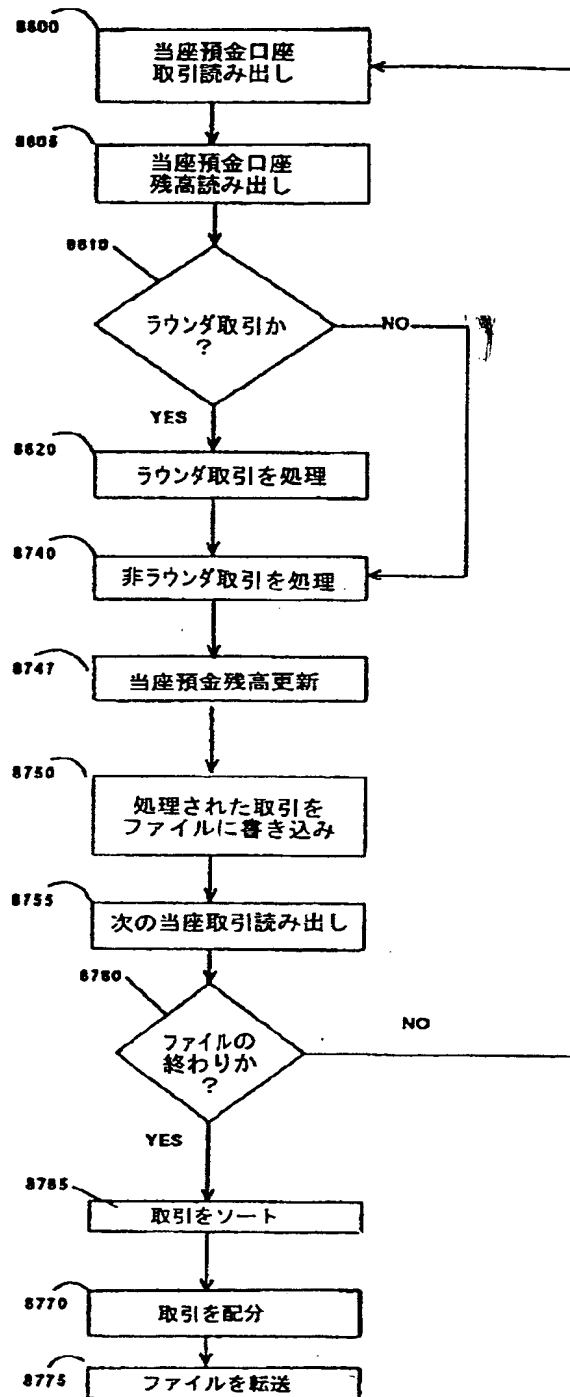 8600
当座預金口座
取引読み出し
8605
当座預金口座
残高読み出し
8610
ラウンダ取引か
?
NO
YES
8620
ラウンダ取引を処理
8740
非ラウンダ取引を処理
8747
当座預金残高更新
8750
処理された取引を
ファイルに書き込み
8755
次の当座取引読み出し
8760
ファイルの
終わりか
?
NO
YES
8765
取引をソート
8770
取引を配分
8775
ファイルを転送